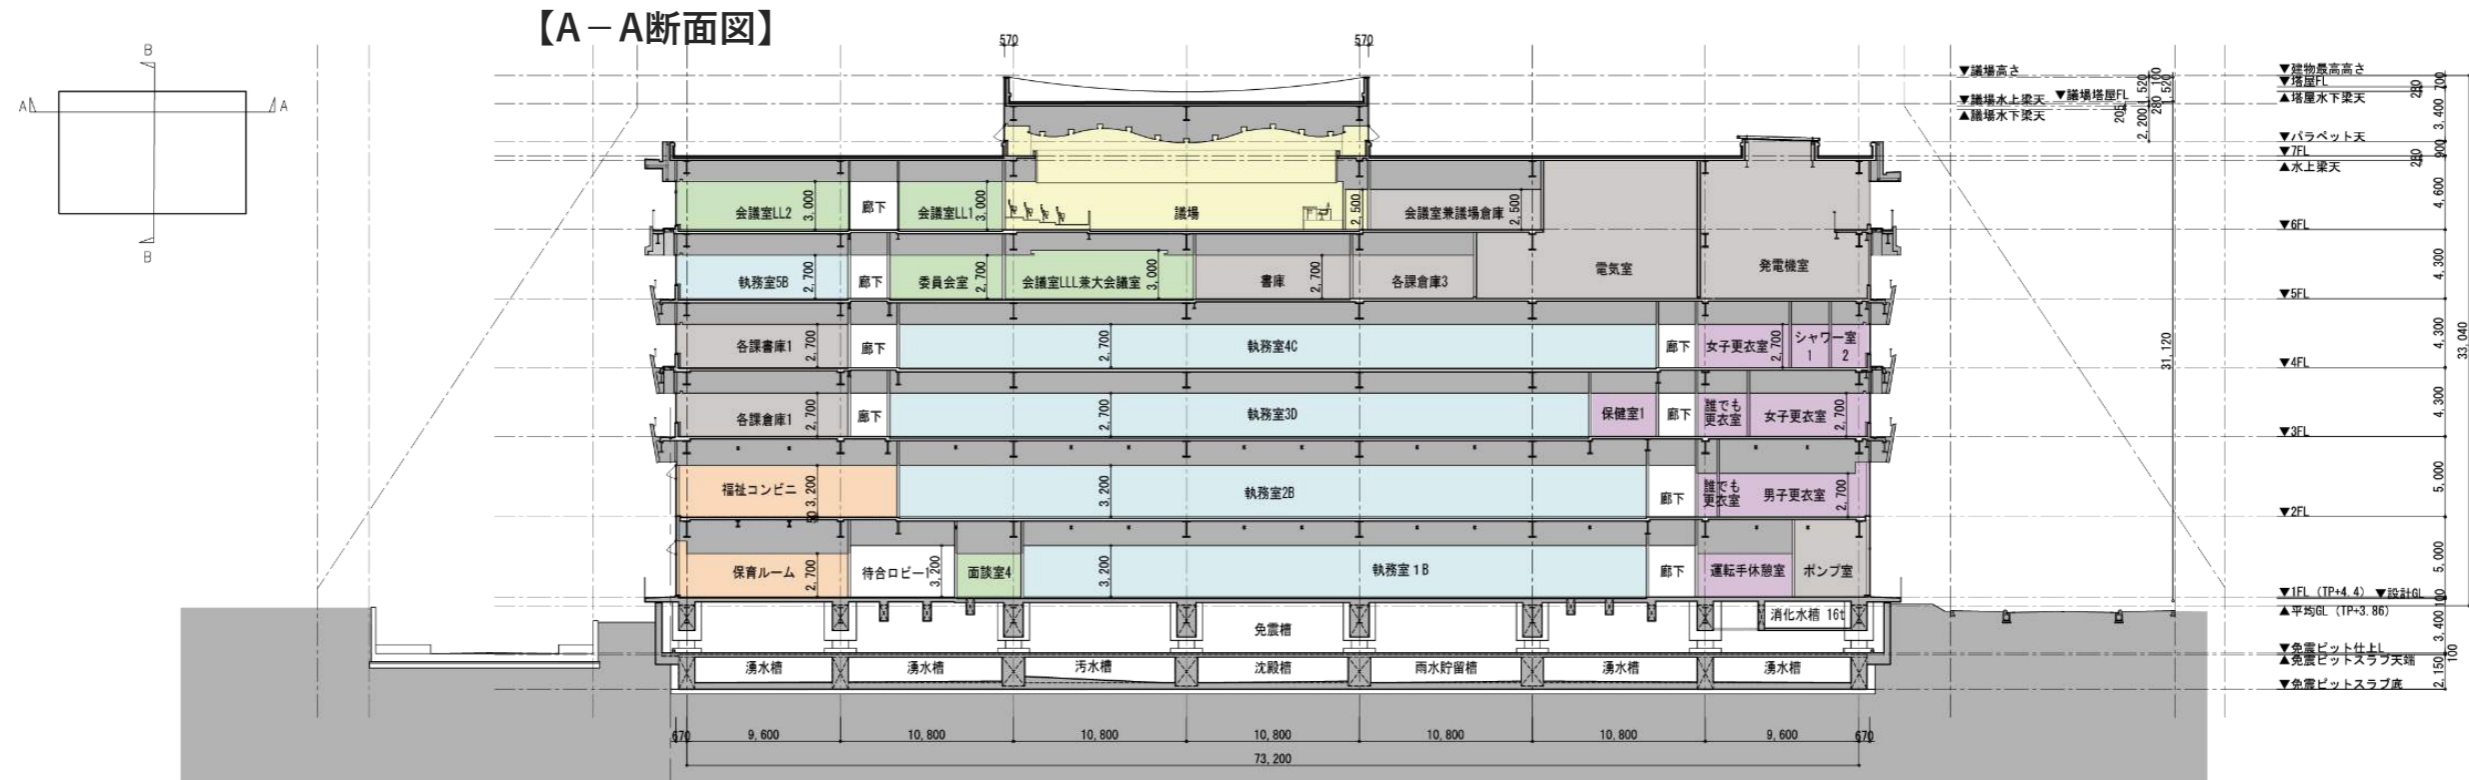 【A－A断面図】
B
A
A
B
570
570
▼議場高さ
▼議場水上梁天
▼議場塔屋FL
▲議場水下梁天
205
2,200
280
1,520
100
1,520
▼建物最高高さ
▼塔屋FL
▲塔屋水下梁天
▼パラペット天
▼7FL
▲水上梁天
280
700
3,400
280
900
会議室LL2
3,000
廊下
会議室LL1
3,000
議場
2,500
会議室兼議場倉庫
2,500
4,600
▼6FL
執務室5B
2,700
廊下
委員会室
2,700
会議室LLL兼大会議室
3,000
書庫
2,700
各課倉庫3
電気室
発電機室
4,300
▼5FL
各課書庫1
2,700
廊下
2,700
執務室4C
廊下
女子更衣室
2,700
シャワー室
1
2
4,300
31,120
33,040
▼4FL
各課倉庫1
2,700
廊下
2,700
執務室3D
保健室1
廊下
誰でも
更衣室
女子更衣室
2,700
4,300
▼3FL
福祉コンビニ
50
3,200
3,200
執務室2B
廊下
誰でも
更衣室
男子更衣室
2,700
5,000
▼2FL
保育ルーム
2,700
待合ロビー1
3,200
面談室4
3,200
執務室1B
廊下
運転手休憩室
ポンプ室
5,000
▼1FL (TP+4.4) ▼設計GL
100
▲平均GL (TP+3.86)
消化水槽 16t
免震槽
3,400
▼免震ピット仕上L
▲免震ピットスラブ天端
100
湧水槽
湧水槽
汚水槽
沈殿槽
雨水貯留槽
湧水槽
湧水槽
2,150
▼免震ピットスラブ底
670
9,600
10,800
10,800
10,800
10,800
10,800
9,600
670
73,200